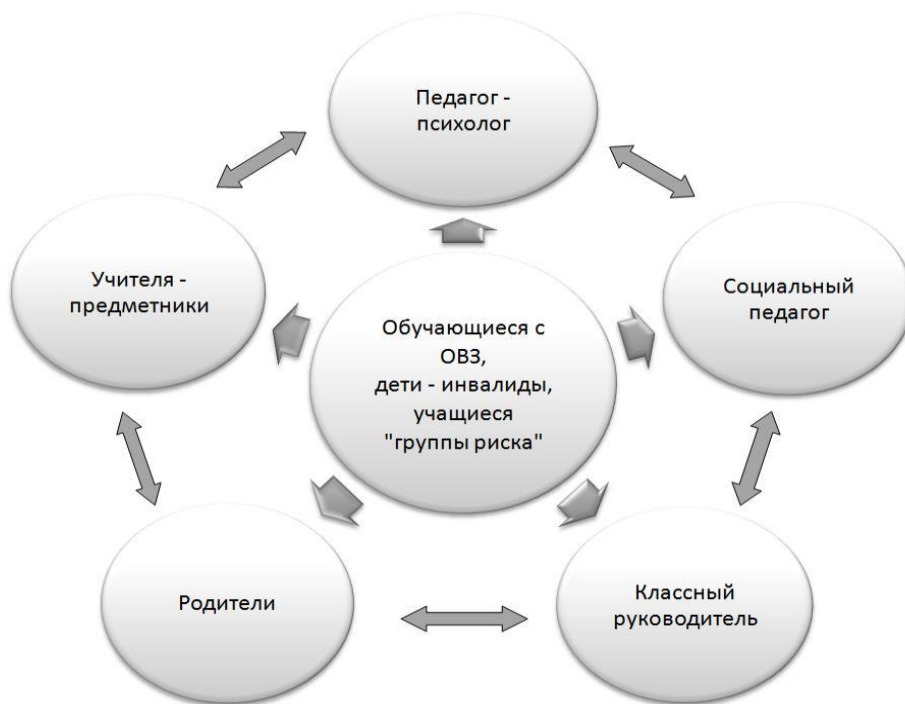 Педагог -
психолог
Учителя -
предметники
Социальный
педагог
Обучающиеся с
ОВЗ,
дети - инвалиды,
учащиеся
"группы риска"
Родители
Классный
руководитель